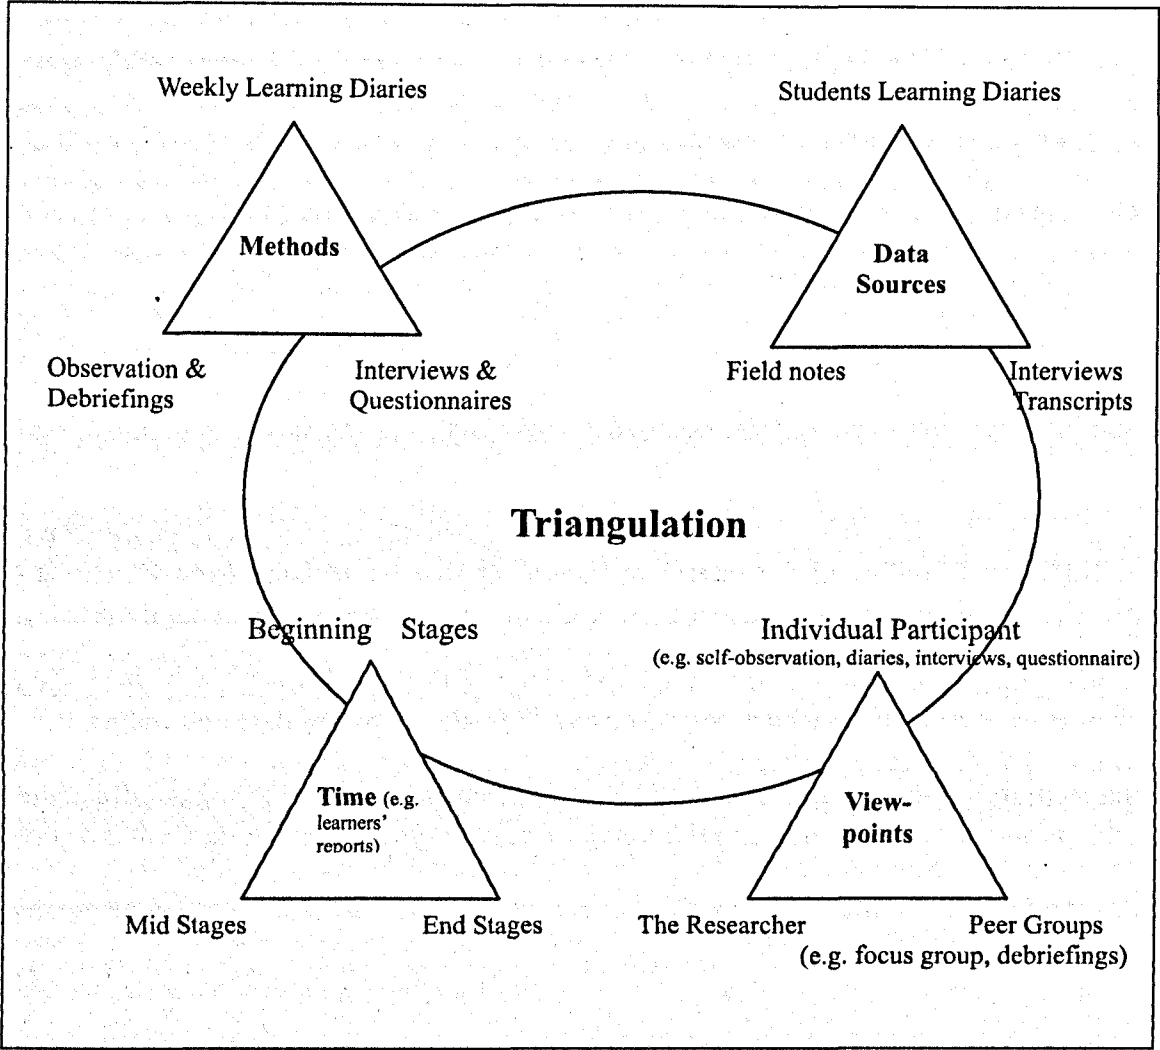 Weekly Learning Diaries
Students Learning Diaries
Methods
Data
Sources
Observation &
Debriefings
Interviews &
Questionnaires
Field notes
Interviews
Transcripts
Triangulation
Beginning Stages
Individual Participant
(e.g. self-observation, diaries, interviews, questionnaire)
Time (e.g.
learners'
reports)
View-
points
Mid Stages
End Stages
The Researcher
Peer Groups
(e.g. focus group, debriefings)